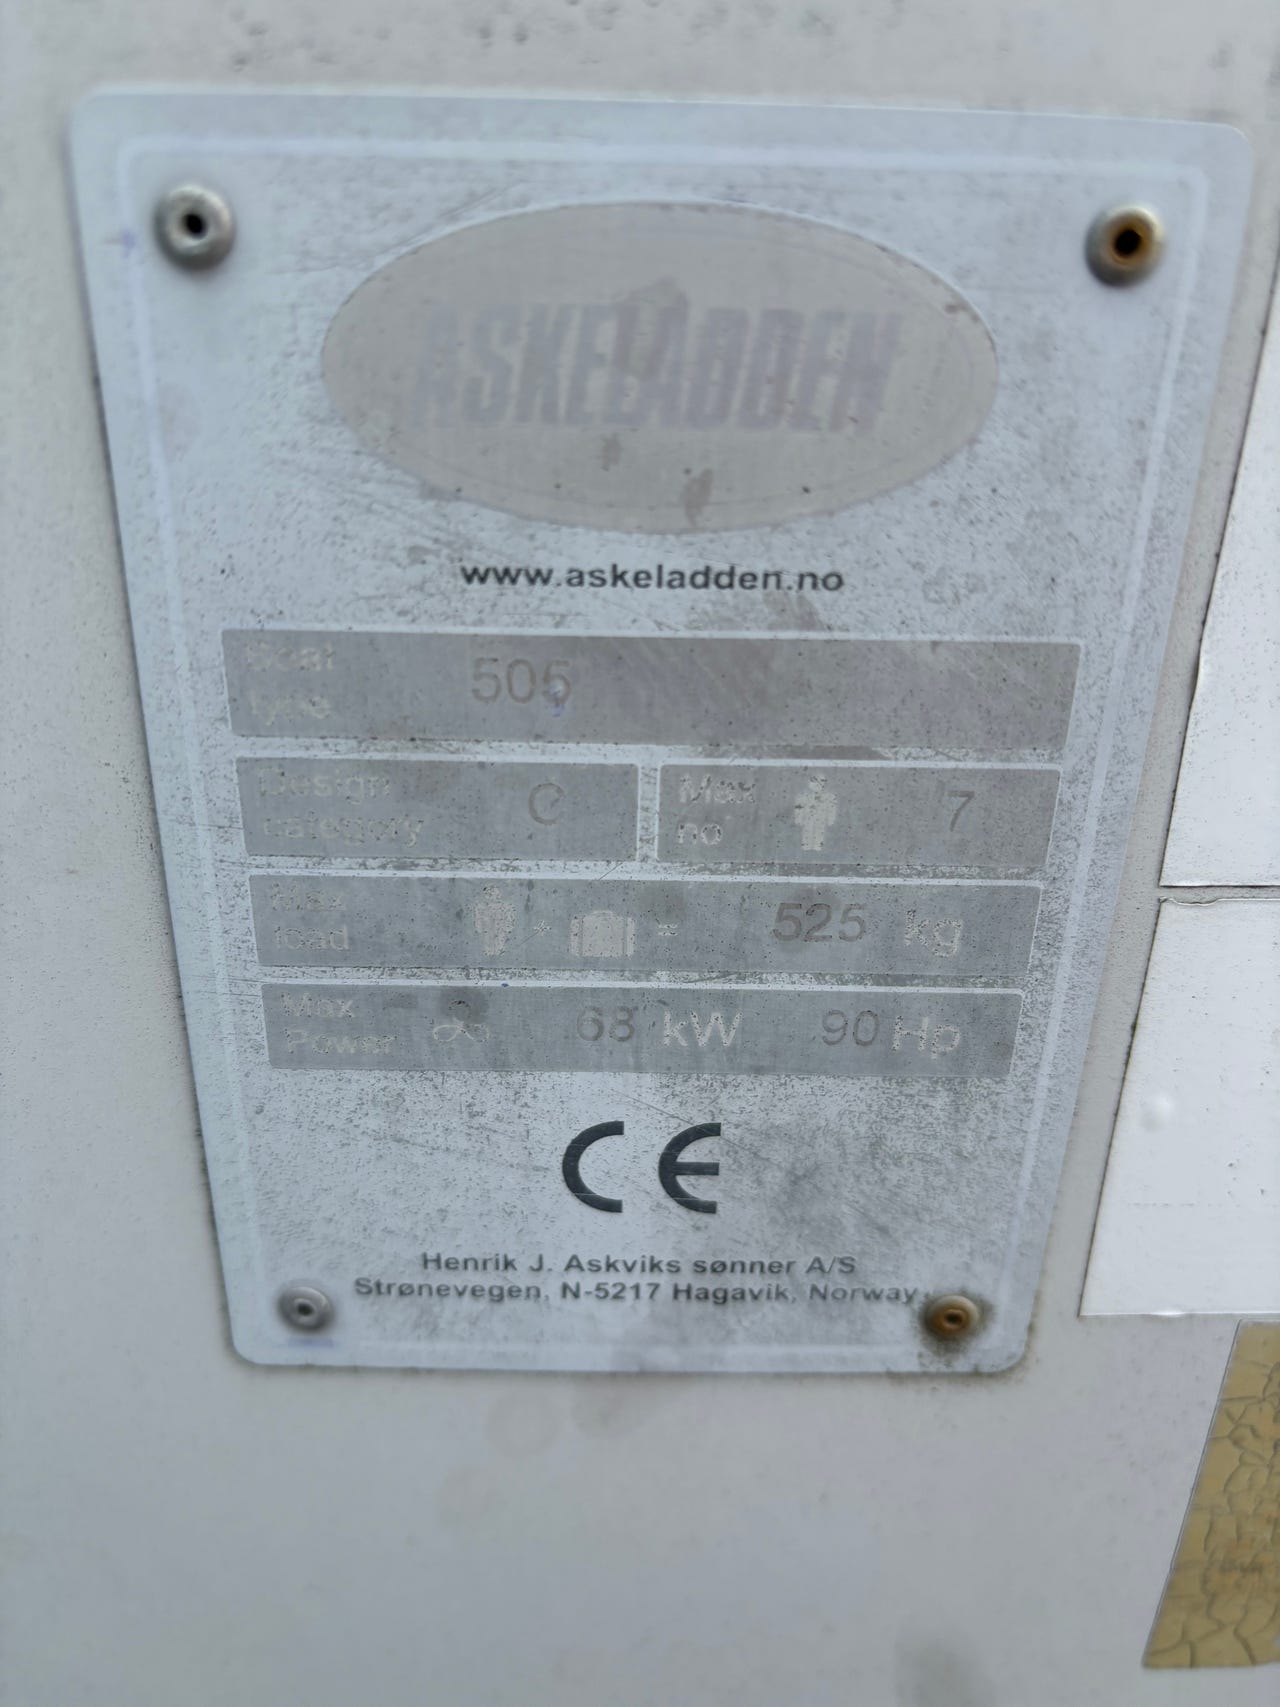 ASKELADDEN
www.askeladden.no
Boat type 505
Design category C
Max no 7
Max load + = 525 kg
Max Power 68 kW 90 Hp
CE
Henrik J. Askviks sønner A/S
Strønevegen, N-5217 Hagavik, Norway